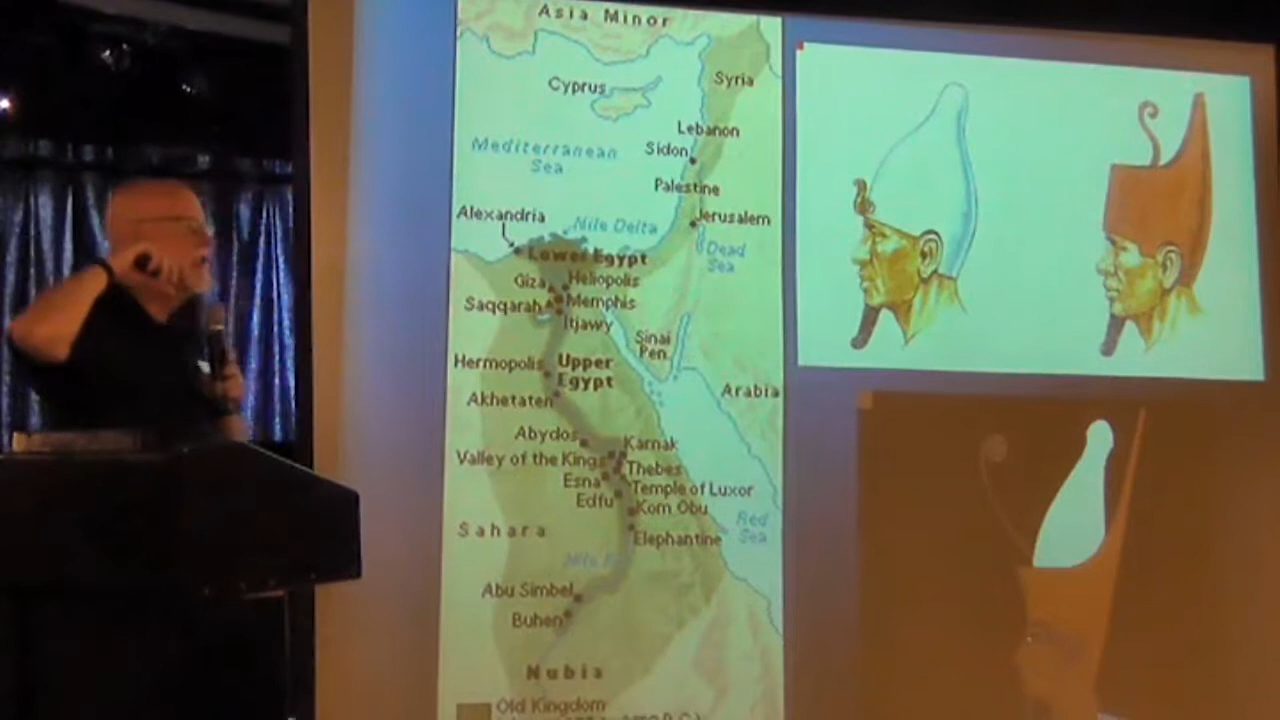 Asia Minor
Syria
Cyprus
Lebanon
Mediterranean
Sea
Sidon
Palestine
Alexandria
Nile Delta
Jerusalem
Dead
Sea
Lower Egypt
Giza
Heliopolis
Saqqarah
Memphis
Itjawy
Sinai
Pen.
Hermopolis
Upper
Egypt
Akhetaten
Arabia
Abydos
Karnak
Valley of the Kings
Thebes
Esna
Temple of Luxor
Edfu
Kom Obu
Red
Sea
Sahara
Elephantine
Nile
Abu Simbel
Buhen
Nubia
Old Kingdom